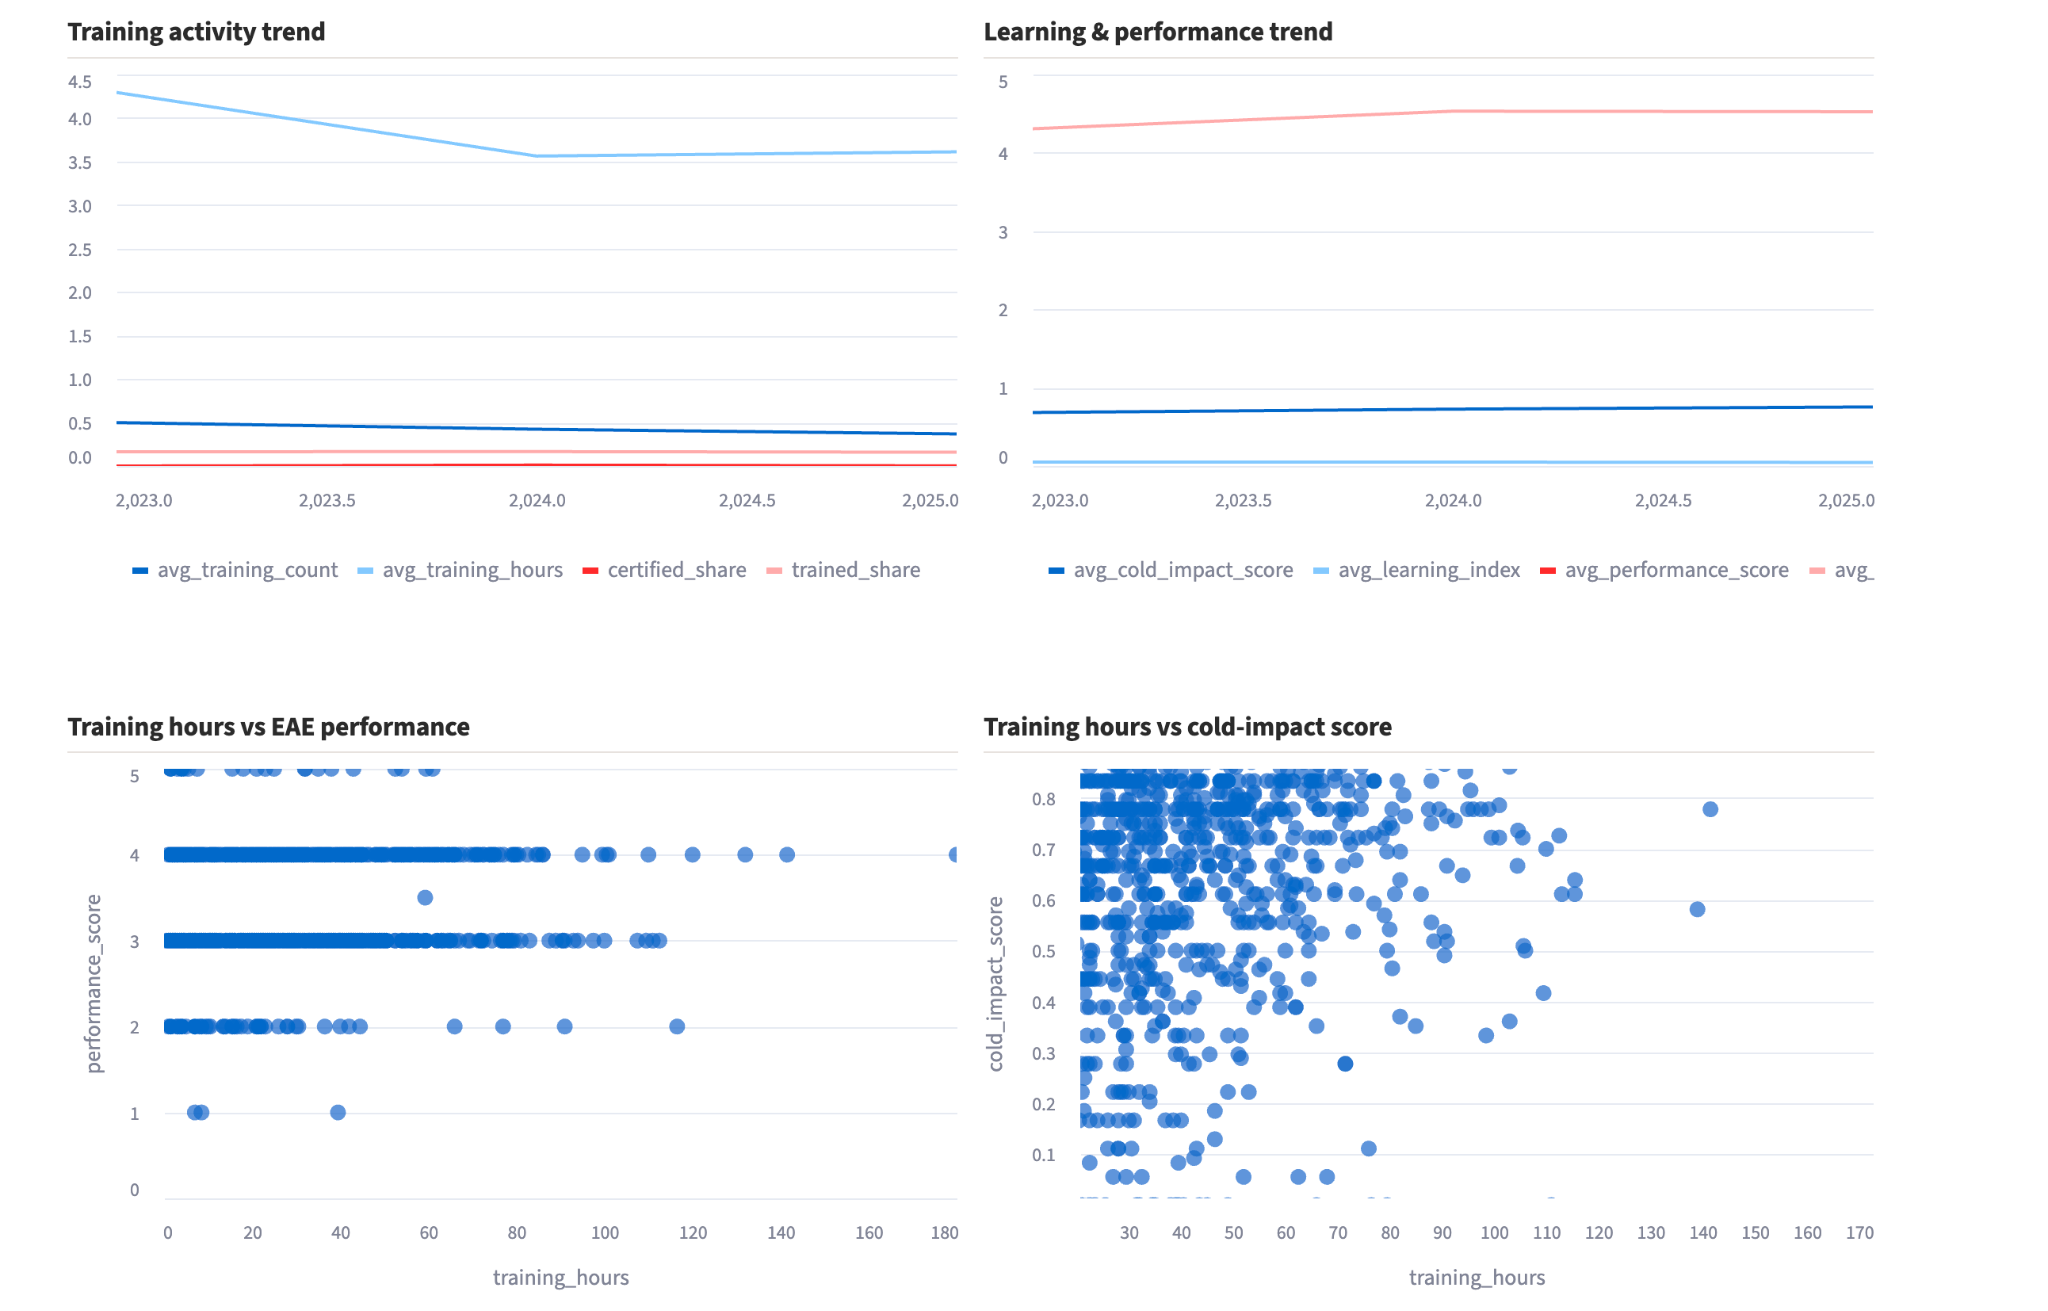 Training activity trend
4.5
4.0
3.5
3.0
2.5
2.0
1.5
1.0
0.5
0.0
2,023.0 2,023.5 2,024.0 2,024.5 2,025.0
avg_training_count avg_training_hours certified_share trained_share
Learning & performance trend
5
4
3
2
1
0
2,023.0 2,023.5 2,024.0 2,024.5 2,025.0
avg_cold_impact_score avg_learning_index avg_performance_score avg_
Training hours vs EAE performance
performance_score
5
4
3
2
1
0
0 20 40 60 80 100 120 140 160 180
training_hours
Training hours vs cold-impact score
cold_impact_score
0.8
0.7
0.6
0.5
0.4
0.3
0.2
0.1
30 40 50 60 70 80 90 100 110 120 130 140 150 160 170
training_hours